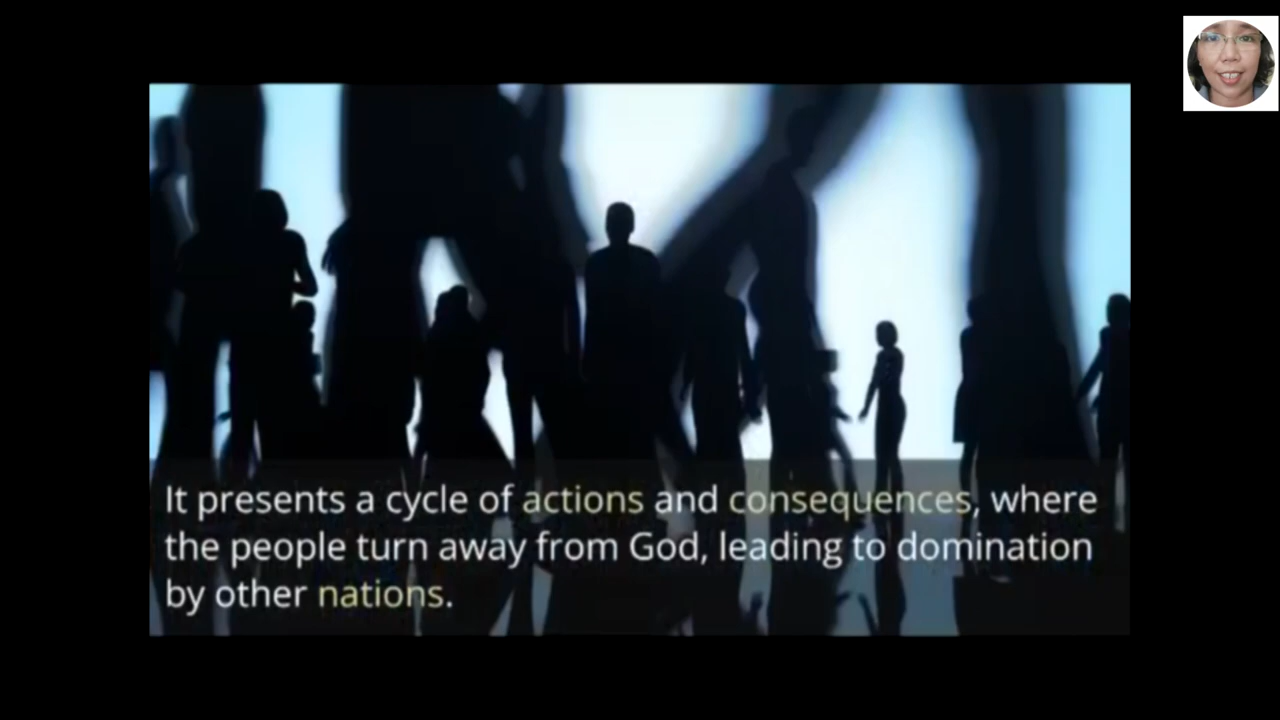 It presents a cycle of actions and consequences, where
the people turn away from God, leading to domination
by other nations.